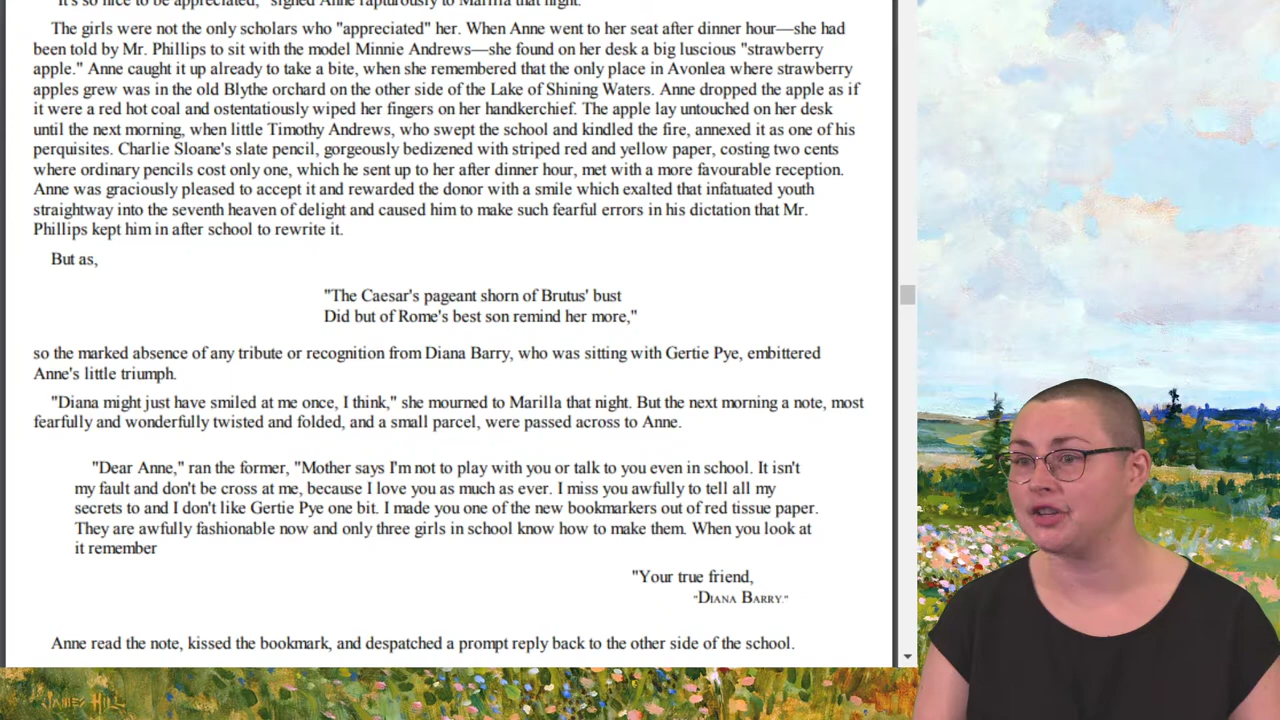 "It's so nice to be appreciated," sighed Anne rapturously to Marilla that night.
The girls were not the only scholars who "appreciated" her. When Anne went to her seat after dinner hour—she had
been told by Mr. Phillips to sit with the model Minnie Andrews—she found on her desk a big luscious "strawberry
apple." Anne caught it up already to take a bite, when she remembered that the only place in Avonlea where strawberry
apples grew was in the old Blythe orchard on the other side of the Lake of Shining Waters. Anne dropped the apple as if
it were a red hot coal and ostentatiously wiped her fingers on her handkerchief. The apple lay untouched on her desk
until the next morning, when little Timothy Andrews, who swept the school and kindled the fire, annexed it as one of his
perquisites. Charlie Sloane's slate pencil, gorgeously bedizened with striped red and yellow paper, costing two cents
where ordinary pencils cost only one, which he sent up to her after dinner hour, met with a more favourable reception.
Anne was graciously pleased to accept it and rewarded the donor with a smile which exalted that infatuated youth
straightway into the seventh heaven of delight and caused him to make such fearful errors in his dictation that Mr.
Phillips kept him in after school to rewrite it.
But as,
"The Caesar's pageant shorn of Brutus' bust
Did but of Rome's best son remind her more,"
so the marked absence of any tribute or recognition from Diana Barry, who was sitting with Gertie Pye, embittered
Anne's little triumph.
"Diana might just have smiled at me once, I think," she mourned to Marilla that night. But the next morning a note, most
fearfully and wonderfully twisted and folded, and a small parcel, were passed across to Anne.
"Dear Anne," ran the former, "Mother says I'm not to play with you or talk to you even in school. It isn't
my fault and don't be cross at me, because I love you as much as ever. I miss you awfully to tell all my
secrets to and I don't like Gertie Pye one bit. I made you one of the new bookmarkers out of red tissue paper.
They are awfully fashionable now and only three girls in school know how to make them. When you look at
it remember
"Your true friend,
"DIANA BARRY."
Anne read the note, kissed the bookmark, and despatched a prompt reply back to the other side of the school.
JAMES HILL